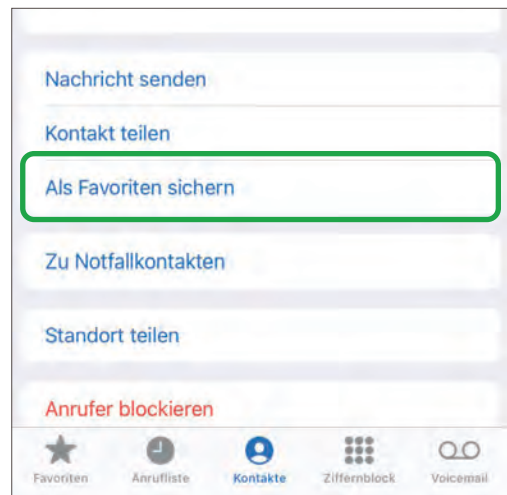 Nachricht senden
Kontakt teilen
Als Favoriten sichern
Zu Notfallkontakten
Standort teilen
Anrufer blockieren
Favoriten Anrufliste Kontakte Ziffernblock Voicemail